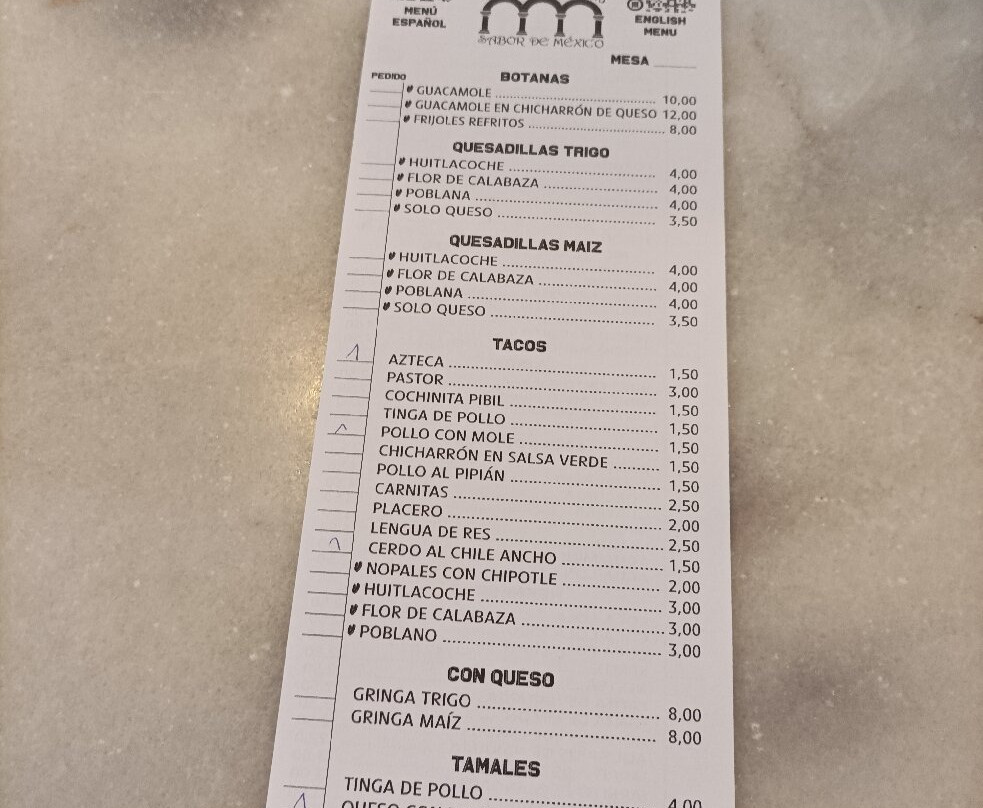 MENÚ
ESPAÑOL
SABOR DE MÉXICO
ENGLISH
MENU
MESA
PEDIDO
BOTANAS
GUACAMOLE 10,00
GUACAMOLE EN CHICHARRÓN DE QUESO 12,00
FRIJOLES REFRITOS 8,00
QUESADILLAS TRIGO
HUITLACOCHE 4,00
FLOR DE CALABAZA 4,00
POBLANA 4,00
SOLO QUESO 3,50
QUESADILLAS MAIZ
HUITLACOCHE 4,00
FLOR DE CALABAZA 4,00
POBLANA 4,00
SOLO QUESO 3,50
TACOS
1 AZTECA 1,50
PASTOR 3,00
COCHINITA PIBIL 1,50
TINGA DE POLLO 1,50
1 POLLO CON MOLE 1,50
CHICHARRÓN EN SALSA VERDE 1,50
POLLO AL PIPIÁN 1,50
CARNITAS 2,50
PLACERO 2,00
LENGUA DE RES 2,50
1 CERDO AL CHILE ANCHO 1,50
NOPALES CON CHIPOTLE 2,00
HUITLACOCHE 3,00
FLOR DE CALABAZA 3,00
POBLANO 3,00
CON QUESO
GRINGA TRIGO 8,00
GRINGA MAÍZ 8,00
TAMALES
TINGA DE POLLO 4,00
1 QUESO CON